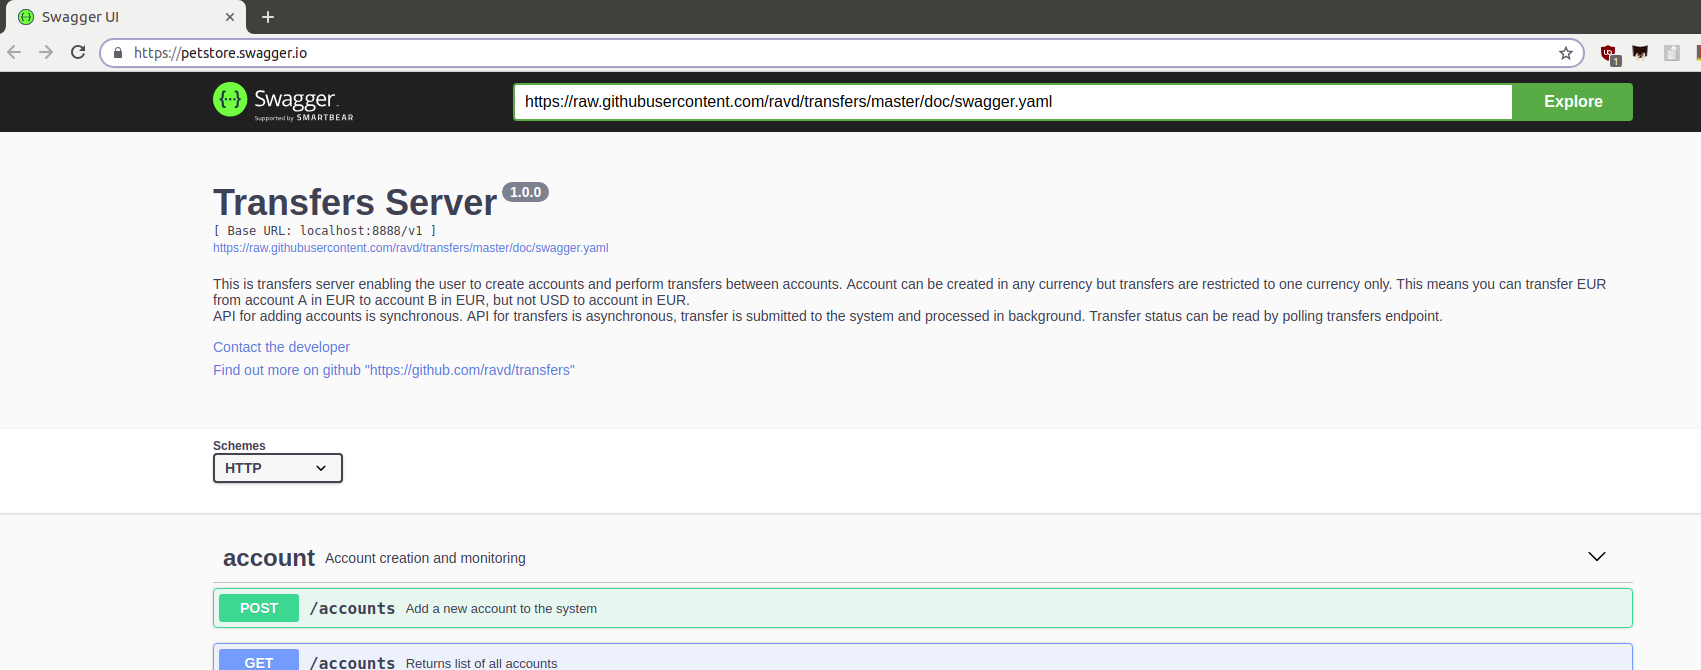 Swagger UI
https://petstore.swagger.io
1
Swagger
Supported by SMARTBEAR
https://raw.githubusercontent.com/ravd/transfers/master/doc/swagger.yaml
Explore
Transfers Server 1.0.0
[ Base URL: localhost:8888/v1 ]
https://raw.githubusercontent.com/ravd/transfers/master/doc/swagger.yaml
This is transfers server enabling the user to create accounts and perform transfers between accounts. Account can be created in any currency but transfers are restricted to one currency only. This means you can transfer EUR
from account A in EUR to account B in EUR, but not USD to account in EUR.
API for adding accounts is synchronous. API for transfers is asynchronous, transfer is submitted to the system and processed in background. Transfer status can be read by polling transfers endpoint.
Contact the developer
Find out more on github "https://github.com/ravd/transfers"
Schemes
HTTP
account Account creation and monitoring
POST /accounts Add a new account to the system
GET /accounts Returns list of all accounts